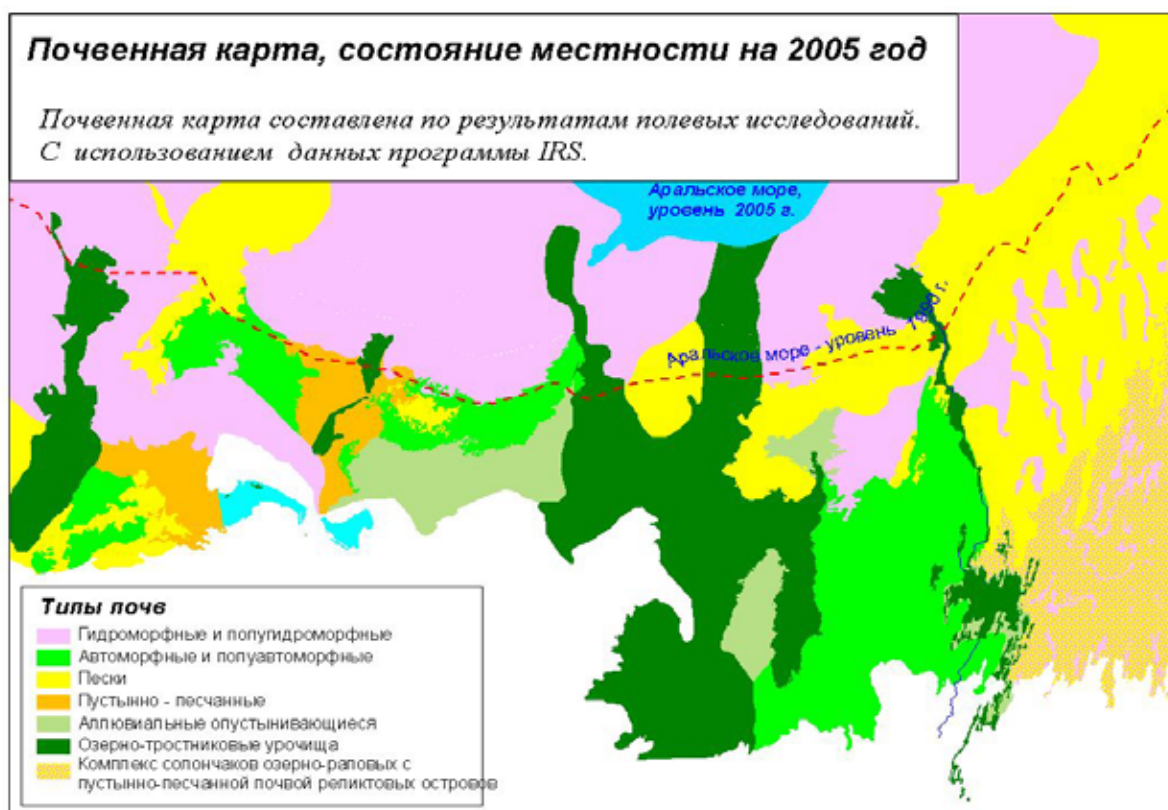 Почвенная карта, состояние местности на 2005 год
Почвенная карта составлена по результатам полевых исследований.
С использованием данных программы IRS.
Аральское море,
уровень 2005 г.
Аральское море - уровень 1990 г.
Типы почв
Гидроморфные и полугидроморфные
Автоморфные и полуавтоморфные
Пески
Пустынно - песчанные
Аллювиальные опустынивающиеся
Озерно-тростниковые урочища
Комплекс солончаков озерно-раповых с
пустынно-песчанной почвой реликтовых островов